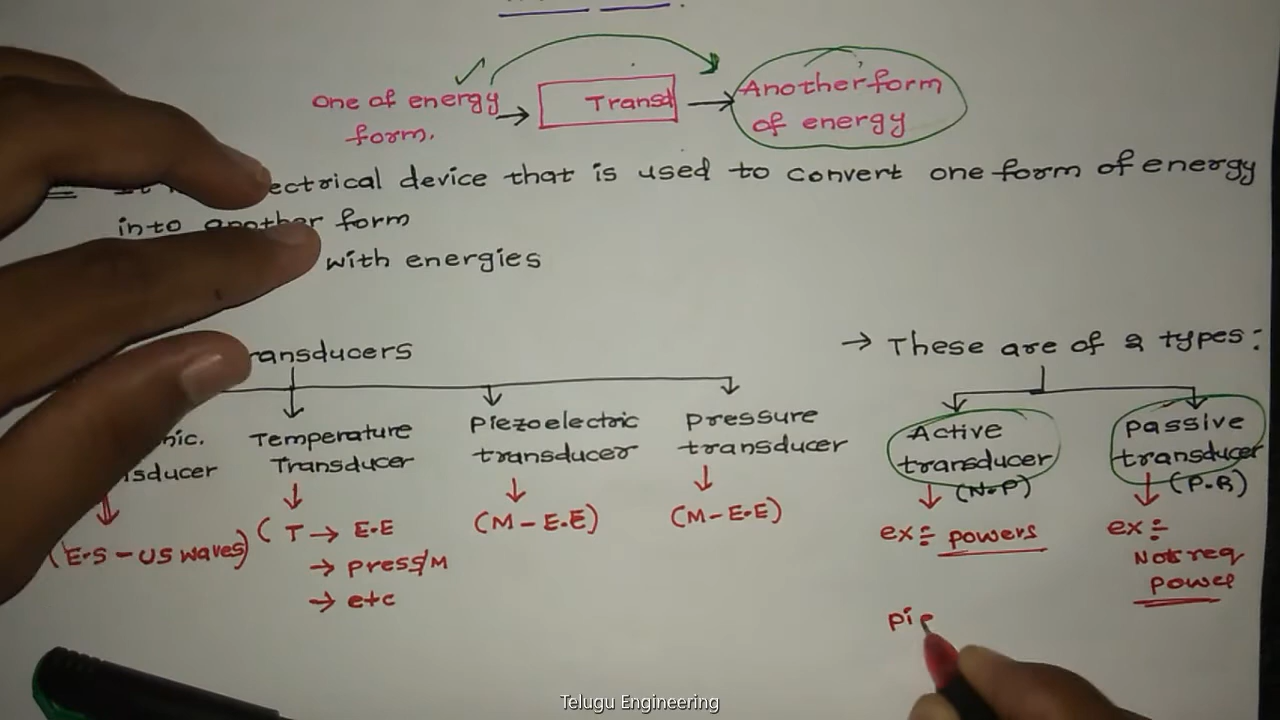 one of energy
form.
Transd
Another form
of energy
ectrical device that is used to convert one form of energy
into another form
with energies
ransducers
→ These are of 2 types:
nic.
sducer
Temperature
Transducer
Piezoelectric
transducer
pressure
transducer
Active
transducer
(N.P)
passive
transducer
(P.R)
(E.S - US waves)
( T → E.E
→ press/M
→ etc
(M - E.E)
(M - E.E)
ex÷ powers
ex÷
Not req
power
pie
Telugu Engineering